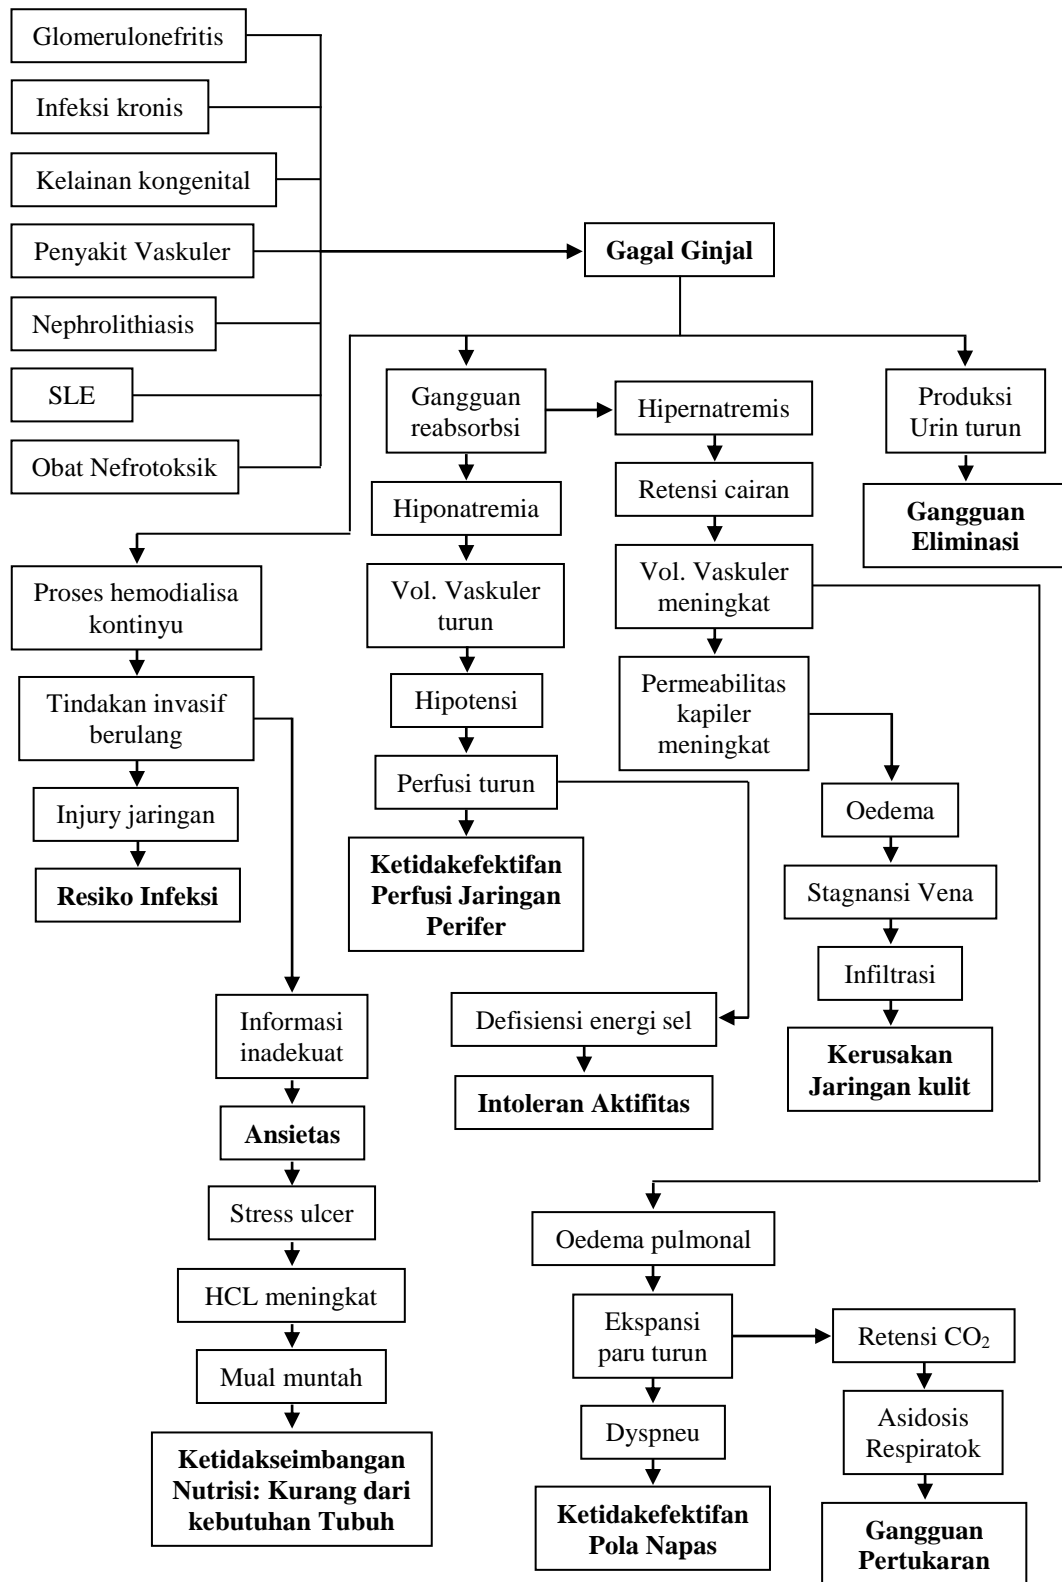 Glomerulonefritis
Infeksi kronis
Kelainan kongenital
Penyakit Vaskuler
Nephrolithiasis
SLE
Obat Nefrotoksik
Gagal Ginjal
Gangguan
reabsorbsi
Hipernatremis
Produksi
Urin turun
Retensi cairan
Gangguan
Eliminasi
Hiponatremia
Vol. Vaskuler
meningkat
Proses hemodialisa
kontinyu
Vol. Vaskuler
turun
Permeabilitas
kapiler
meningkat
Tindakan invasif
berulang
Hipotensi
Perfusi turun
Injury jaringan
Oedema
Ketidakefektifan
Perfusi Jaringan
Perifer
Resiko Infeksi
Stagnansi Vena
Infiltrasi
Informasi
inadekuat
Defisiensi energi sel
Kerusakan
Jaringan kulit
Intoleran Aktifitas
Ansietas
Stress ulcer
Oedema pulmonal
HCL meningkat
Ekspansi
paru turun
Retensi CO₂
Mual muntah
Dyspneu
Asidosis
Respiratok
Ketidakseimbangan
Nutrisi: Kurang dari
kebutuhan Tubuh
Ketidakefektifan
Pola Napas
Gangguan
Pertukaran